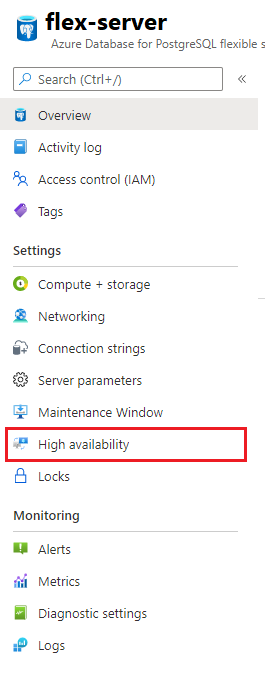 flex-server
Azure Database for PostgreSQL flexible s
Search (Ctrl+/)
«
Overview
Activity log
Access control (IAM)
Tags
Settings
Compute + storage
Networking
Connection strings
Server parameters
Maintenance Window
High availability
Locks
Monitoring
Alerts
Metrics
Diagnostic settings
Logs